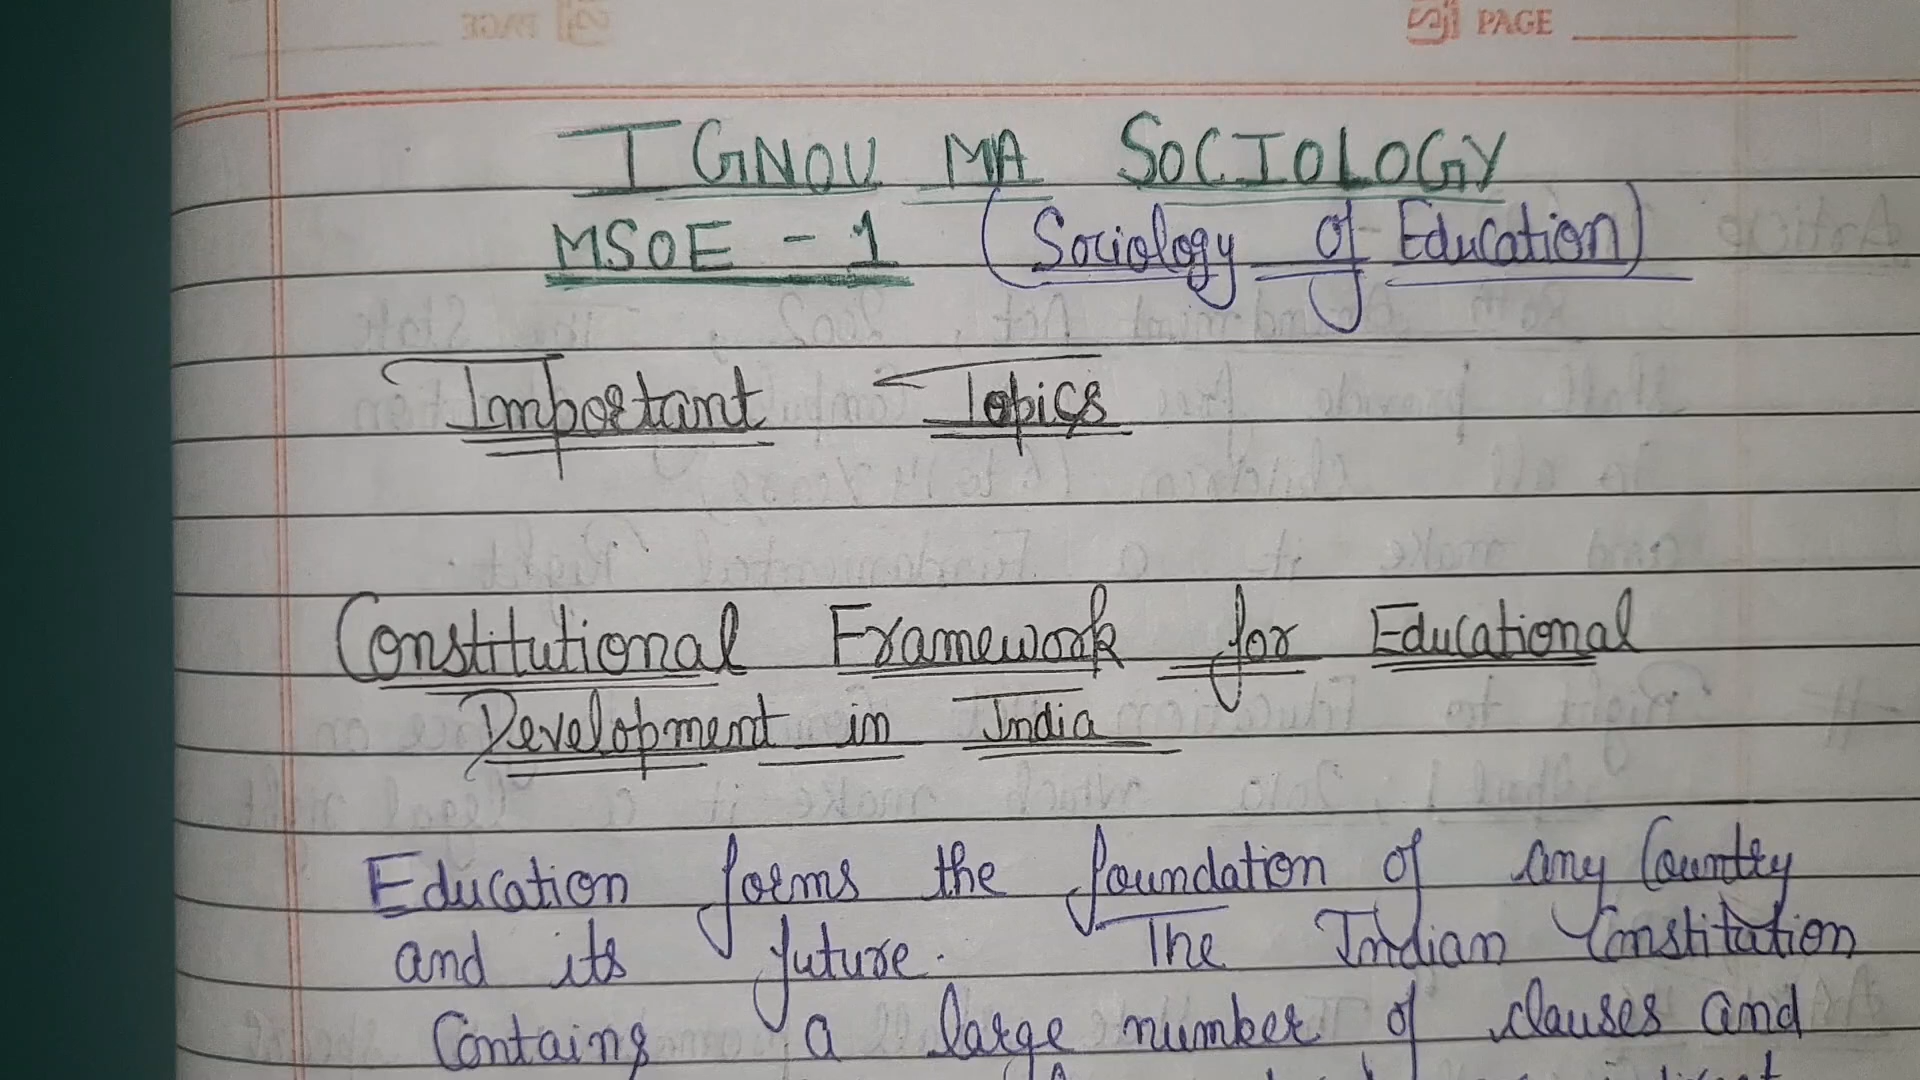 PAGE
IGNOU MA SOCIOLOGY
MSOE - 1 (Sociology of Education)
Important Topics
Constitutional Framework for Educational
Development in India
Education forms the foundation of any Country
and its future. The Indian Constitution
Contains a large number of clauses and